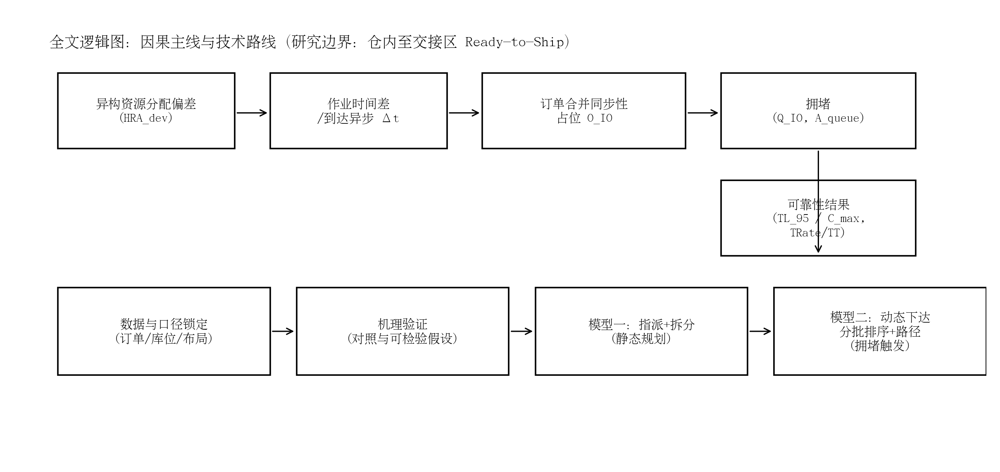 全文逻辑图：因果主线与技术路线（研究边界：仓内至交接区 Ready—to—Ship）
异构资源分配偏差
(HRA_dev)
作业时间差
/到达异步 Δt
订单合并同步性
占位 O_IO
拥堵
(Q_IO, A_queue)
可靠性结果
(TL_95 / C_max,
TRate/TT)
数据与口径锁定
(订单/库位/布局)
机理验证
(对照与可检验假设)
模型一：指派+拆分
(静态规划)
模型二：动态下达
分批排序+路径
(拥堵触发)